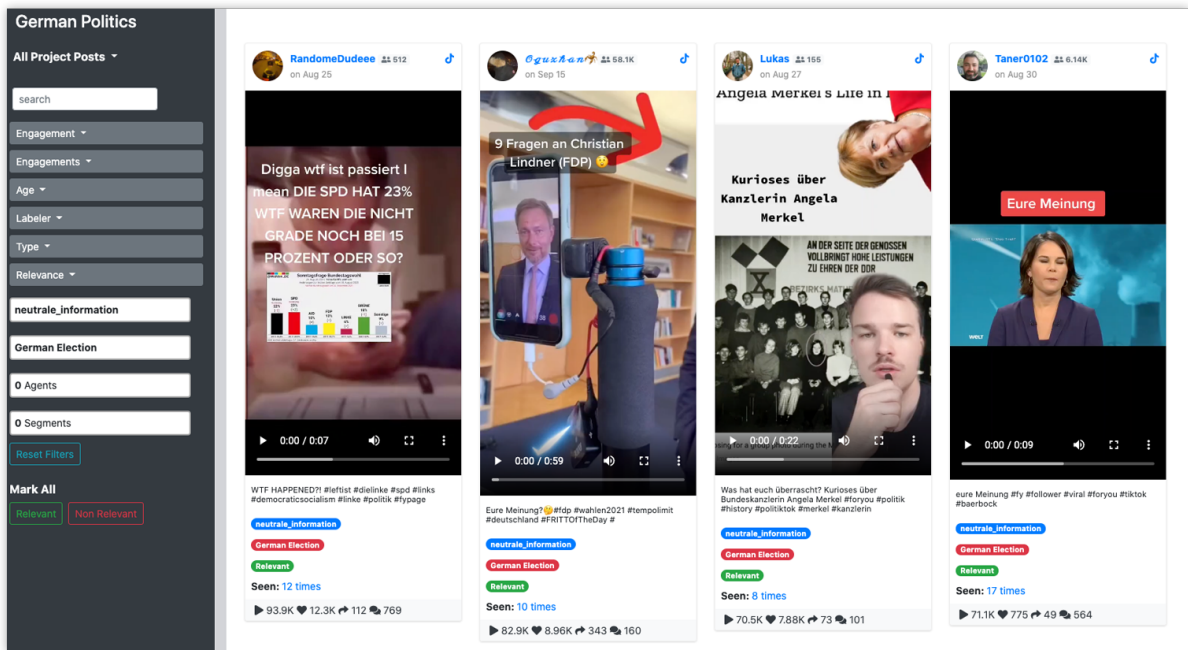 German Politics
All Project Posts
search
Engagement
Engagements
Age
Labeler
Type
Relevance
neutrale_information
German Election
0 Agents
0 Segments
Reset Filters
Mark All
Relevant Non Relevant
RandomeDudeee 512
on Aug 25
Digga wtf ist passiert I
mean DIE SPD HAT 23%
WTF WAREN DIE NICHT
GRADE NOCH BEI 15
PROZENT ODER SO?
Sonntagsfrage Bundestagswahl
0:00 / 0:07
WTF HAPPENED?! #leftist #dielinke #spd #links
#democraticsocialism #linke #politik #fypage
neutrale_information
German Election
Relevant
Seen: 12 times
93.9K 12.3K 112 769
𝓞𝓰𝓾𝔁𝓱𝓪𝓷 58.1K
on Sep 15
9 Fragen an Christian
Lindner (FDP)
0:00 / 0:59
Eure Meinung?🤔#fdp #wahlen2021 #tempolimit
#deutschland #FRITTOfTheDay #
neutrale_information
German Election
Relevant
Seen: 10 times
82.9K 8.96K 343 160
Lukas 155
on Aug 27
Angela Merkel's Life in
Kurioses über
Kanzlerin Angela
Merkel
AN DER SEITE DER GENOSSEN
VOLLBRINGT HOHE LEISTUNGEN
ZU EHREN DER DDR
0:00 / 0:22
Was hat euch überrascht? Kurioses über
Bundeskanzlerin Angela Merkel #foryou #politik
#history #politiktok #merkel #kanzlerin
neutrale_information
German Election
Relevant
Seen: 8 times
70.5K 7.88K 73 101
Taner0102 6.14K
on Aug 30
Eure Meinung
welt
0:00 / 0:09
eure Meinung #fy #follower #viral #foryou #tiktok
#baerbock
neutrale_information
German Election
Relevant
Seen: 17 times
71.1K 775 49 564